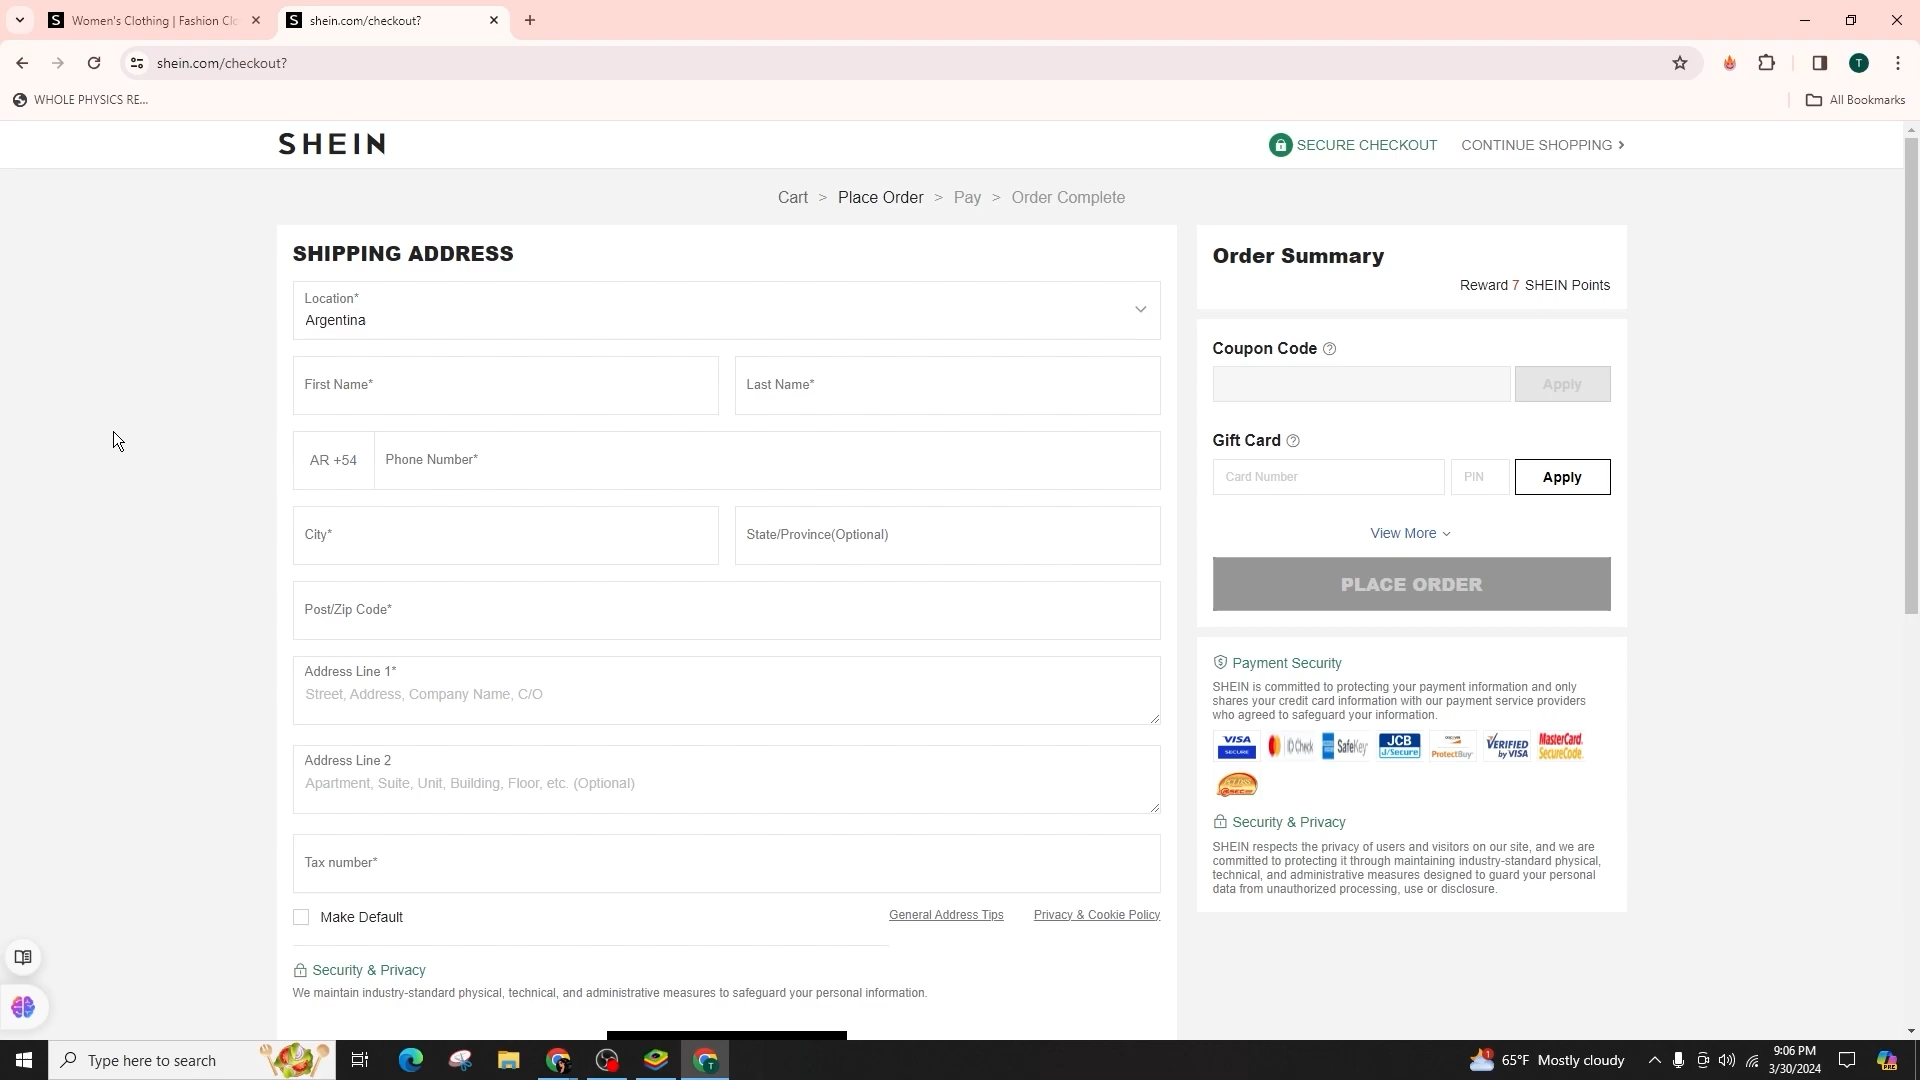 Women's Clothing | Fashion Clo
shein.com/checkout?
shein.com/checkout?
T
WHOLE PHYSICS RE...
All Bookmarks
SHEIN
SECURE CHECKOUT
CONTINUE SHOPPING >
Cart > Place Order > Pay > Order Complete
SHIPPING ADDRESS
Location*
Argentina
First Name*
Last Name*
AR +54
Phone Number*
City*
State/Province(Optional)
Post/Zip Code*
Address Line 1*
Street, Address, Company Name, C/O
Address Line 2
Apartment, Suite, Unit, Building, Floor, etc. (Optional)
Tax number*
Make Default
General Address Tips
Privacy & Cookie Policy
Security & Privacy
We maintain industry-standard physical, technical, and administrative measures to safeguard your personal information.
Order Summary
Reward 7 SHEIN Points
Coupon Code ?
Apply
Gift Card ?
Card Number
PIN
Apply
View More
PLACE ORDER
Payment Security
SHEIN is committed to protecting your payment information and only
shares your credit card information with our payment service providers
who agreed to safeguard your information.
VISA
SECURE
ID Check
SafeKey
JCB
J/Secure
ProtectBuy
VERIFIED
by VISA
MasterCard.
SecureCode.
Security & Privacy
SHEIN respects the privacy of users and visitors on our site, and we are
committed to protecting it through maintaining industry-standard physical,
technical, and administrative measures designed to guard your personal
data from unauthorized processing, use or disclosure.
Type here to search
1
65°F Mostly cloudy
9:06 PM
3/30/2024
PRE